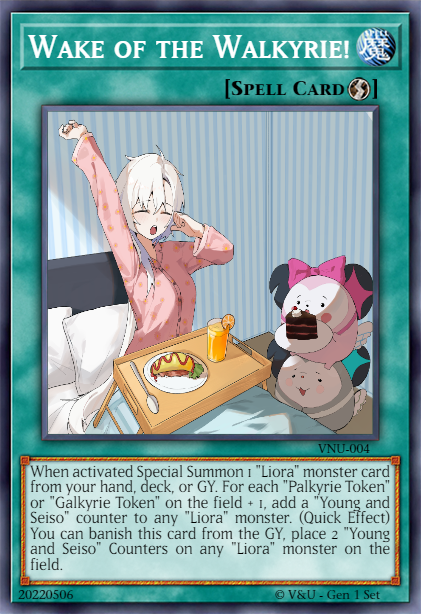 WAKE OF THE WALKYRIE! 魔
[SPELL CARD]
VNU-004
When activated Special Summon 1 "Liora" monster card
from your hand, deck, or GY. For each "Palkyrie Token"
or "Galkyrie Token" on the field + 1, add a "Young and
Seiso" counter to any "Liora" monster. (Quick Effect)
You can banish this card from the GY, place 2 "Young
and Seiso" Counters on any "Liora" monster on the
field.
20220506 © V&U - Gen 1 Set